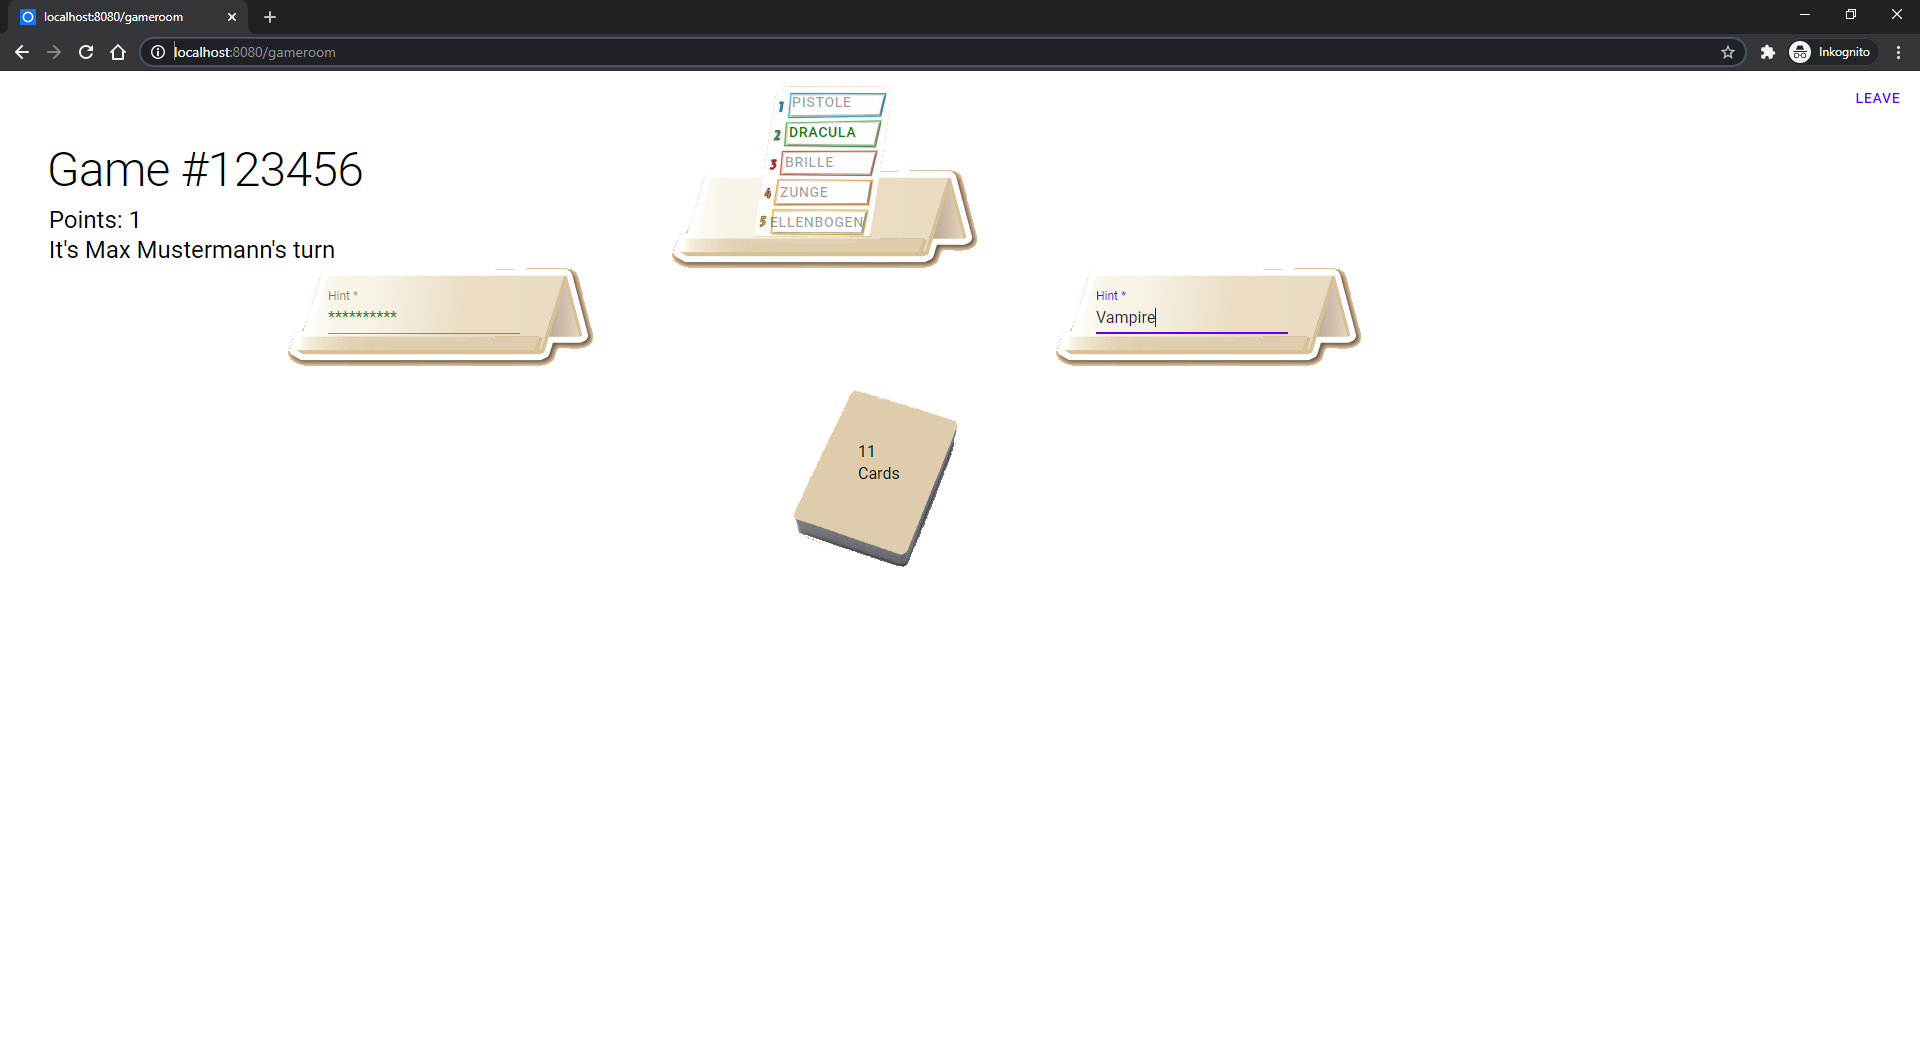 localhost:8080/gameroom
localhost:8080/gameroom
Inkognito
LEAVE
1 PISTOLE
2 DRACULA
3 BRILLE
4 ZUNGE
5 ELLENBOGEN
Game #123456
Points: 1
It's Max Mustermann's turn
Hint *
**********
Hint *
Vampire
11
Cards